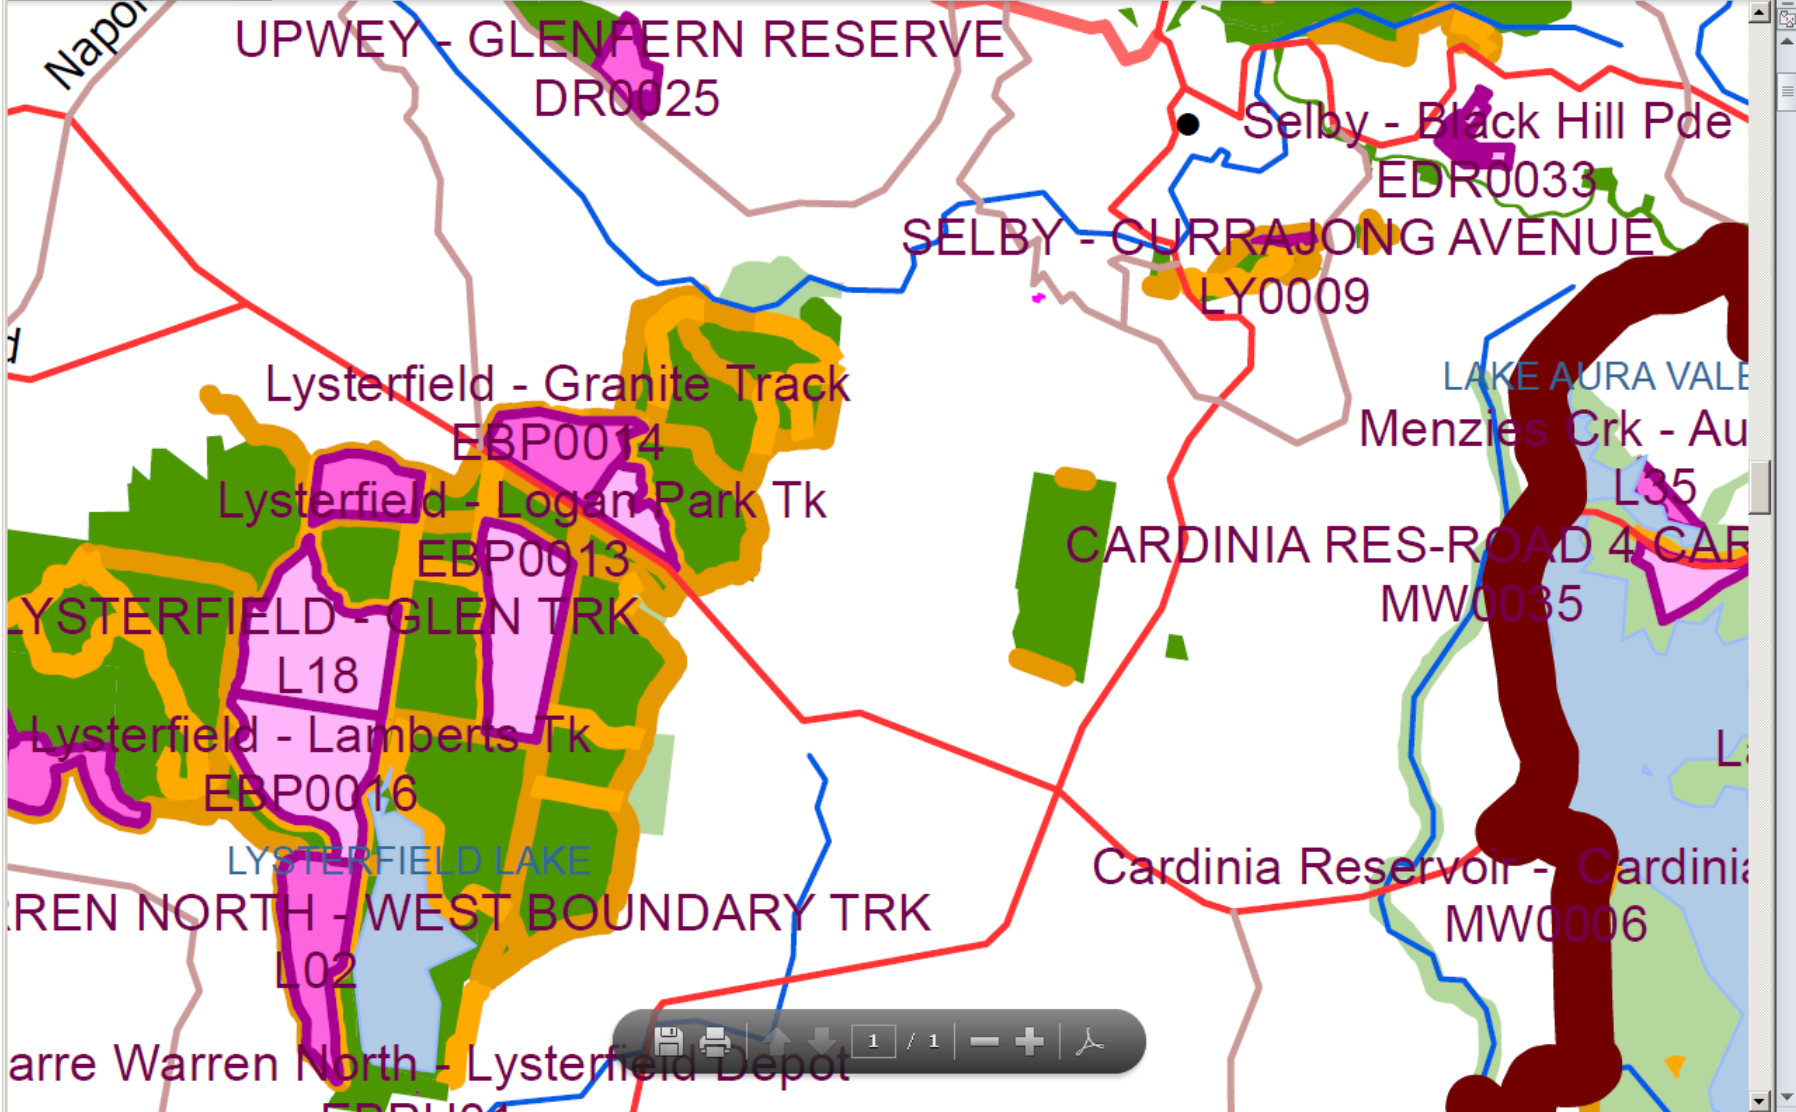 Napol
UPWEY - GLENFERN RESERVE
DR0025
Selby - Black Hill Pde
EDR0033
SELBY - CURRAJONG AVENUE
LY0009
d
Lysterfield - Granite Track
EBP0014
LAKE AURA VALE
Menzies Crk - Au
L35
Lysterfield - Logan Park Tk
EBP0013
CARDINIA RES-ROAD 4 CAR
MW0035
LYSTERFIELD - GLEN TRK
L18
Lysterfield - Lamberts Tk
EBP0016
La
LYSTERFIELD LAKE
Cardinia Reservoir - Cardinia
MW0006
RREN NORTH - WEST BOUNDARY TRK
L02
1 / 1
arre Warren North - Lysterfield Depot